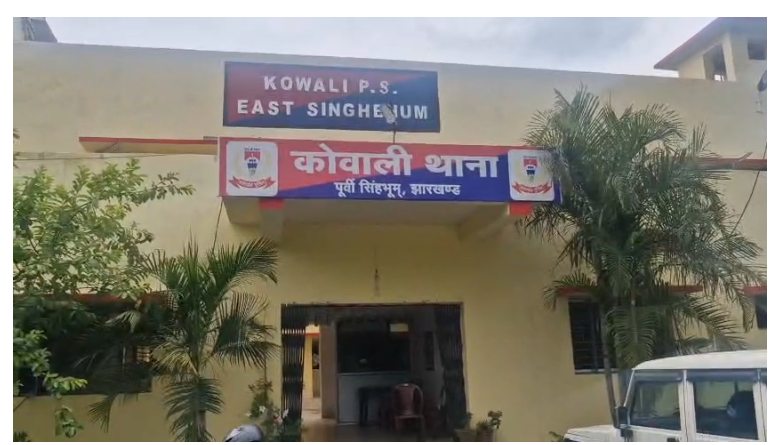 KOWALI P.S.
EAST SINGHBHUM
कोवाली थाना
पूर्वी सिंहभूम, झारखण्ड